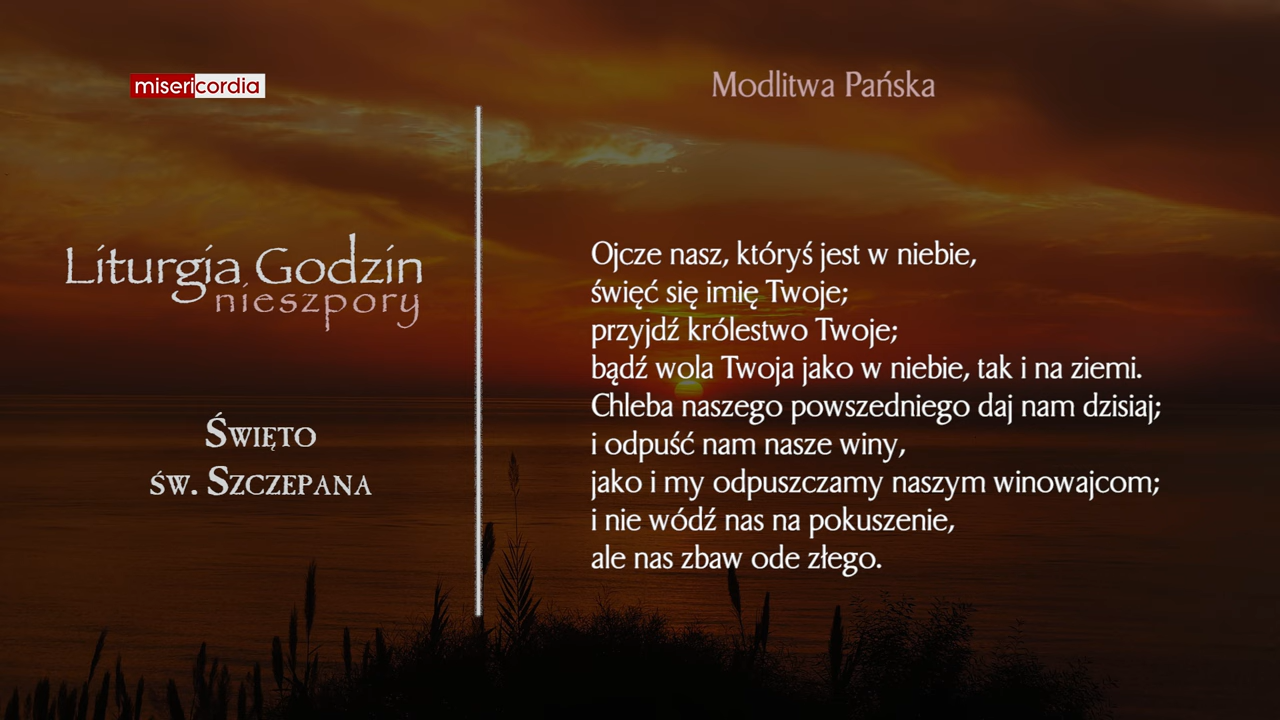 misericordia
Liturgia Godzin
nieszpory
Święto
św. Szczepana
Modlitwa Pańska
Ojcze nasz, któryś jest w niebie,
święć się imię Twoje;
przyjdź królestwo Twoje;
bądź wola Twoja jako w niebie, tak i na ziemi.
Chleba naszego powszedniego daj nam dzisiaj;
i odpuść nam nasze winy,
jako i my odpuszczamy naszym winowajcom;
i nie wódź nas na pokuszenie,
ale nas zbaw ode złego.